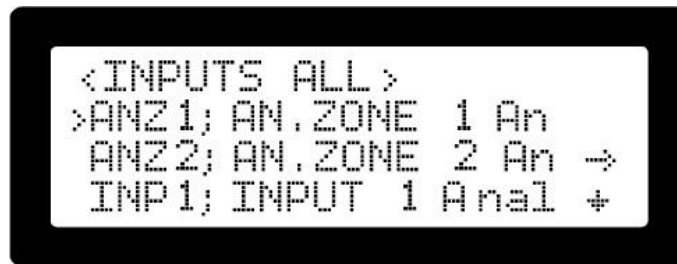 <INPUTS ALL>
>ANZ1; AN.ZONE 1 An
ANZ2; AN.ZONE 2 An →
INP1; INPUT 1 Anal ↓